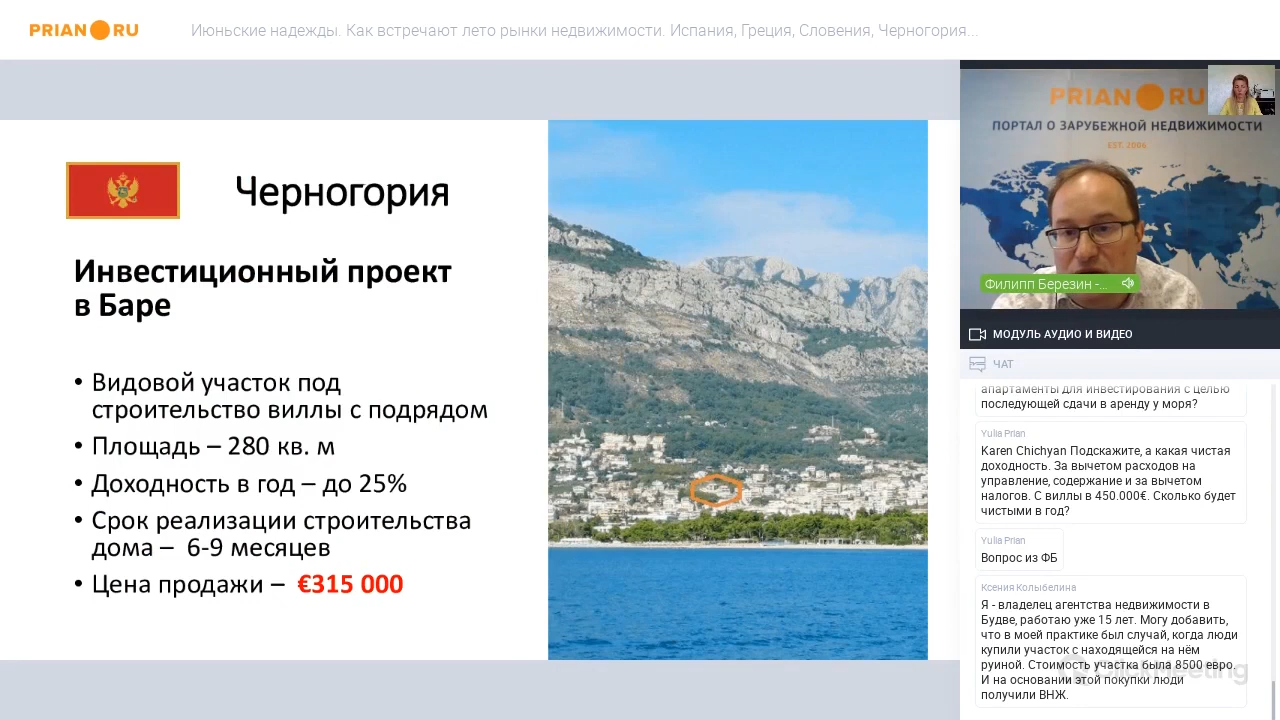 PRIAN RU
Июньские надежды. Как встречают лето рынки недвижимости. Испания, Греция, Словения, Черногория...
Черногория
Инвестиционный проект
в Баре
• Видовой участок под
строительство виллы с подрядом
• Площадь – 280 кв. м
• Доходность в год – до 25%
• Срок реализации строительства
дома – 6-9 месяцев
• Цена продажи – €315 000
PRIAN RU
ПОРТАЛ О ЗАРУБЕЖНОЙ НЕДВИЖИМОСТИ
EST. 2006
Филипп Березин -...
МОДУЛЬ АУДИО И ВИДЕО
ЧАТ
апартаменты для инвестирования с целью
последующей сдачи в аренду у моря?
Yulia Prian
Karen Chichyan Подскажите, а какая чистая
доходность. За вычетом расходов на
управление, содержание и за вычетом
налогов. С виллы в 450.000€. Сколько будет
чистыми в год?
Yulia Prian
Вопрос из ФБ
Ксения Колыбелина
Я - владелец агентства недвижимости в
Будве, работаю уже 15 лет. Могу добавить,
что в моей практике был случай, когда люди
купили участок с находящейся на нём
руиной. Стоимость участка была 8500 евро.
И на основании этой покупки люди
получили ВНЖ.
ClickMeeting